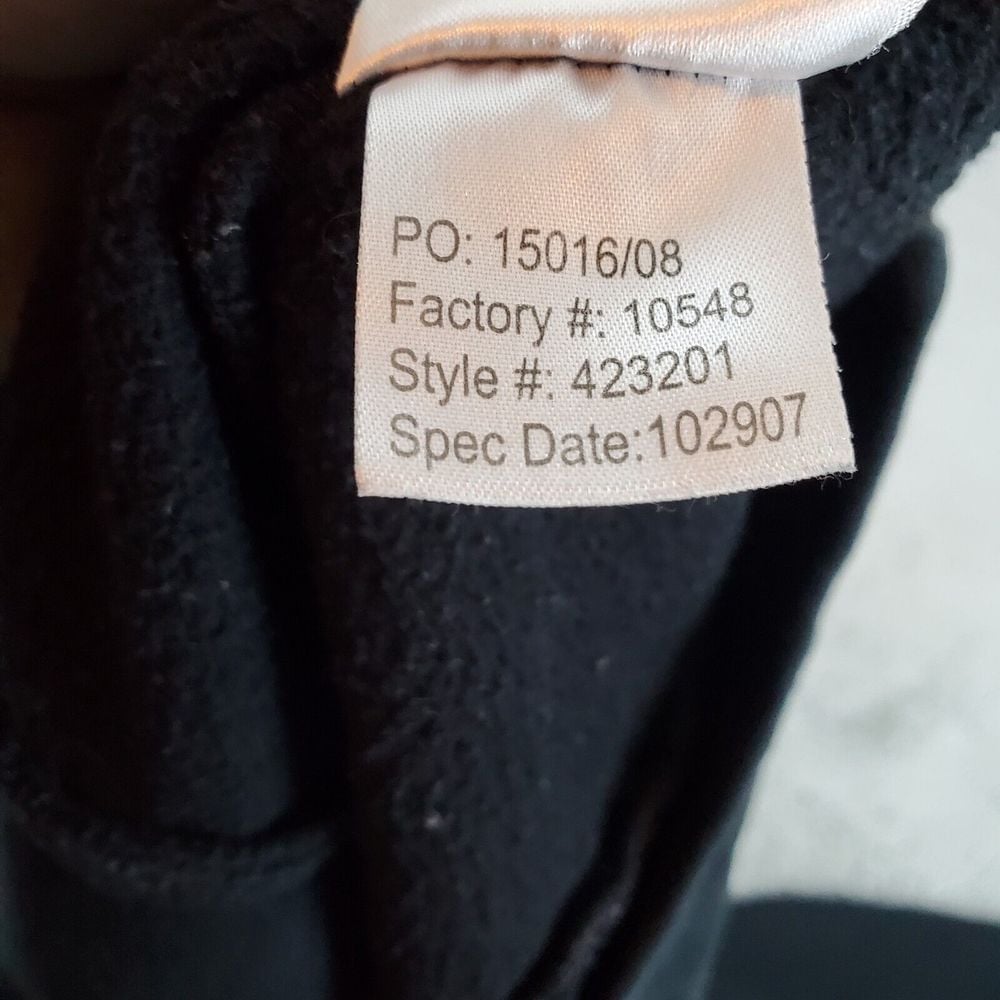 PO: 15016/08
Factory #: 10548
Style #: 423201
Spec Date:102907